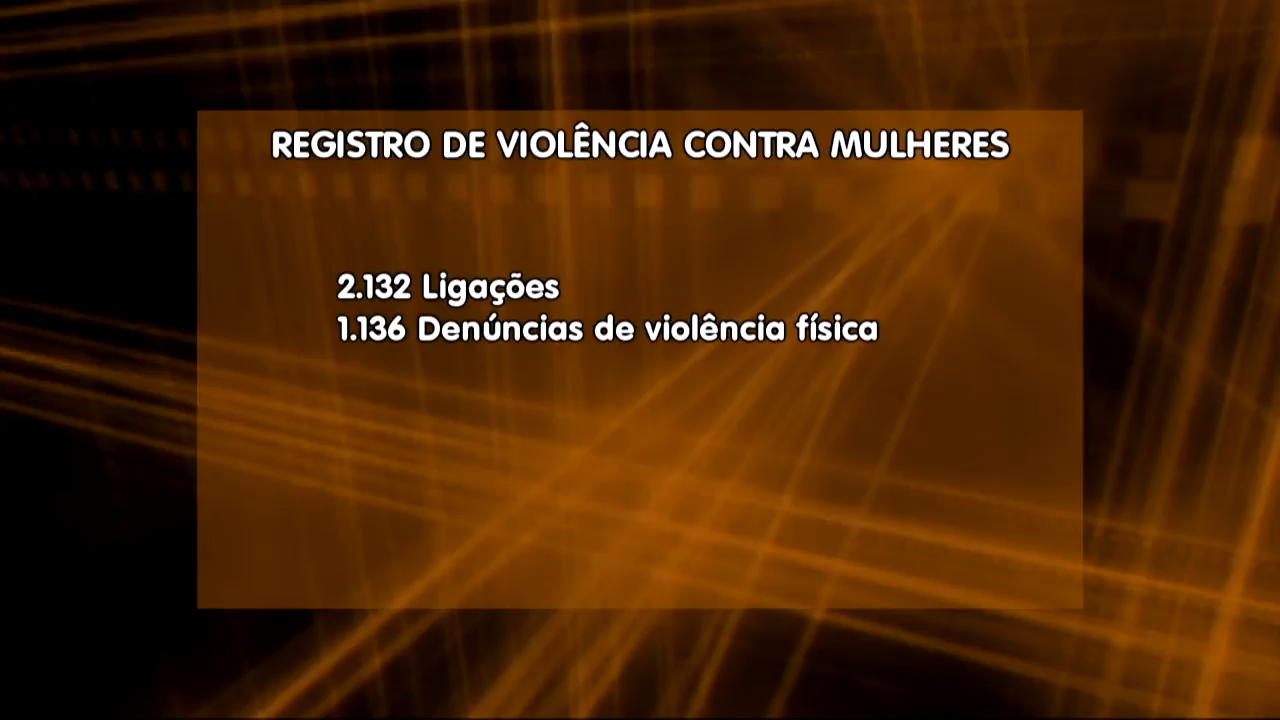 REGISTRO DE VIOLÊNCIA CONTRA MULHERES
2.132 Ligações
1.136 Denúncias de violência física